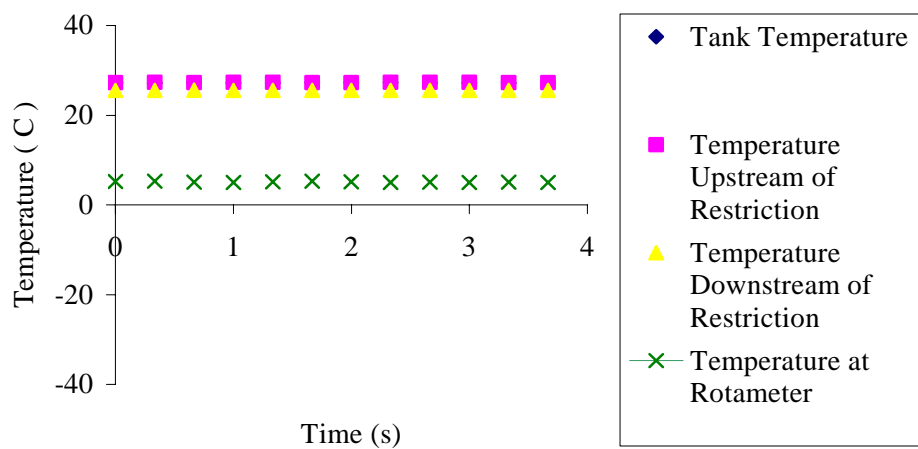 40
20
0
-20
-40
0
1
2
3
4
Temperature ( C )
Time (s)
Tank Temperature
Temperature
Upstream of
Restriction
Temperature
Downstream of
Restriction
Temperature at
Rotameter